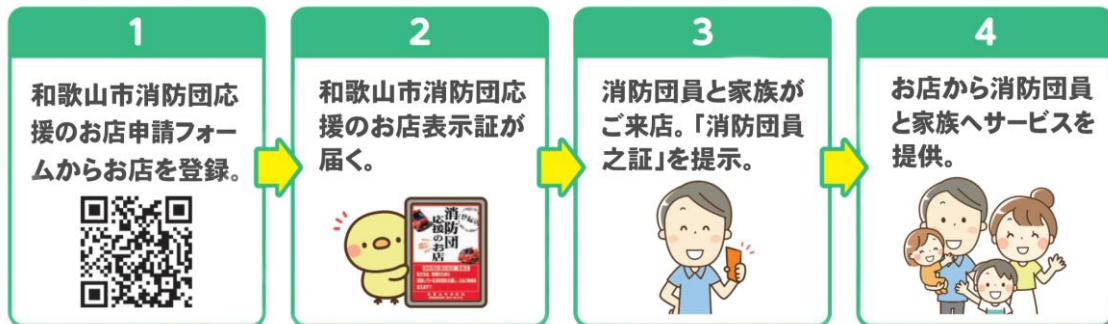 1
和歌山市消防団応
援のお店申請フォー
ムからお店を登録。
2
和歌山市消防団応
援のお店表示証が
届く。
消防団
応援のお店
3
消防団員と家族が
ご来店。「消防団員
之証」を提示。
4
お店から消防団員
と家族へサービスを
提供。